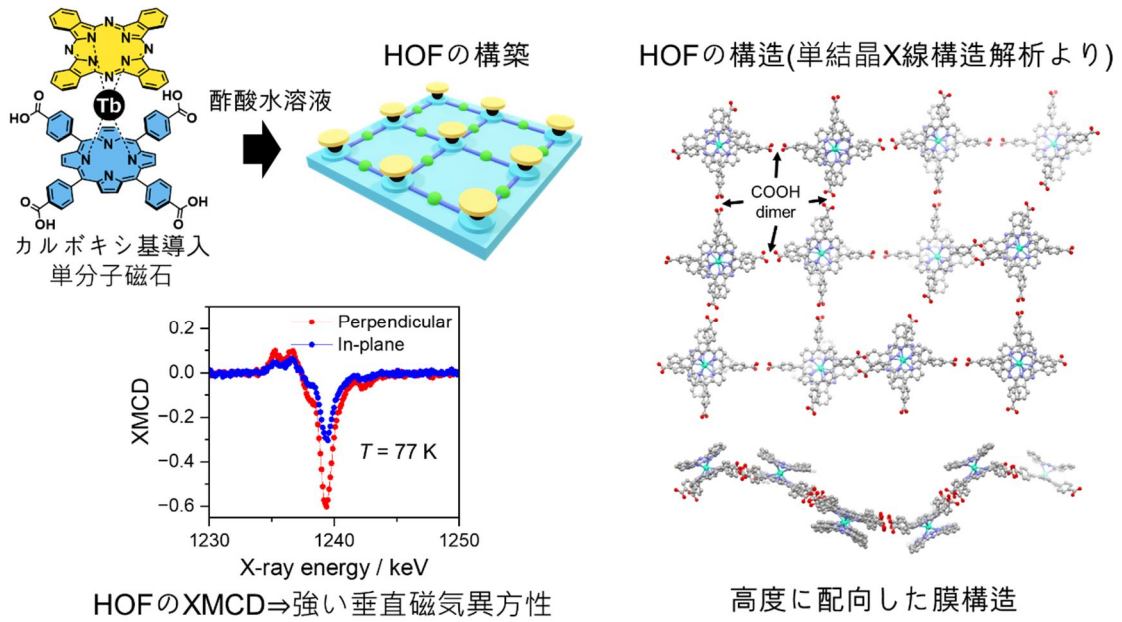 HOFの構築
HOFの構造(単結晶X線構造解析より)
N
N
N
N
N
N
N
N
Tb
酢酸水溶液
HO
O
OH
O
N
N
N
N
O
OH
O
OH
カルボキシ基導入
単分子磁石
COOH
dimer
Perpendicular
In-plane
XMCD
0.2
0.0
−0.2
−0.4
−0.6
T = 77 K
1230
1240
1250
X-ray energy / keV
HOFのXMCD⇒強い垂直磁気異方性
高度に配向した膜構造